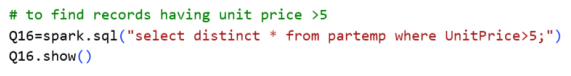 # to find records having unit price >5
Q16=spark.sql("select distinct * from partemp where UnitPrice>5;")
Q16.show()